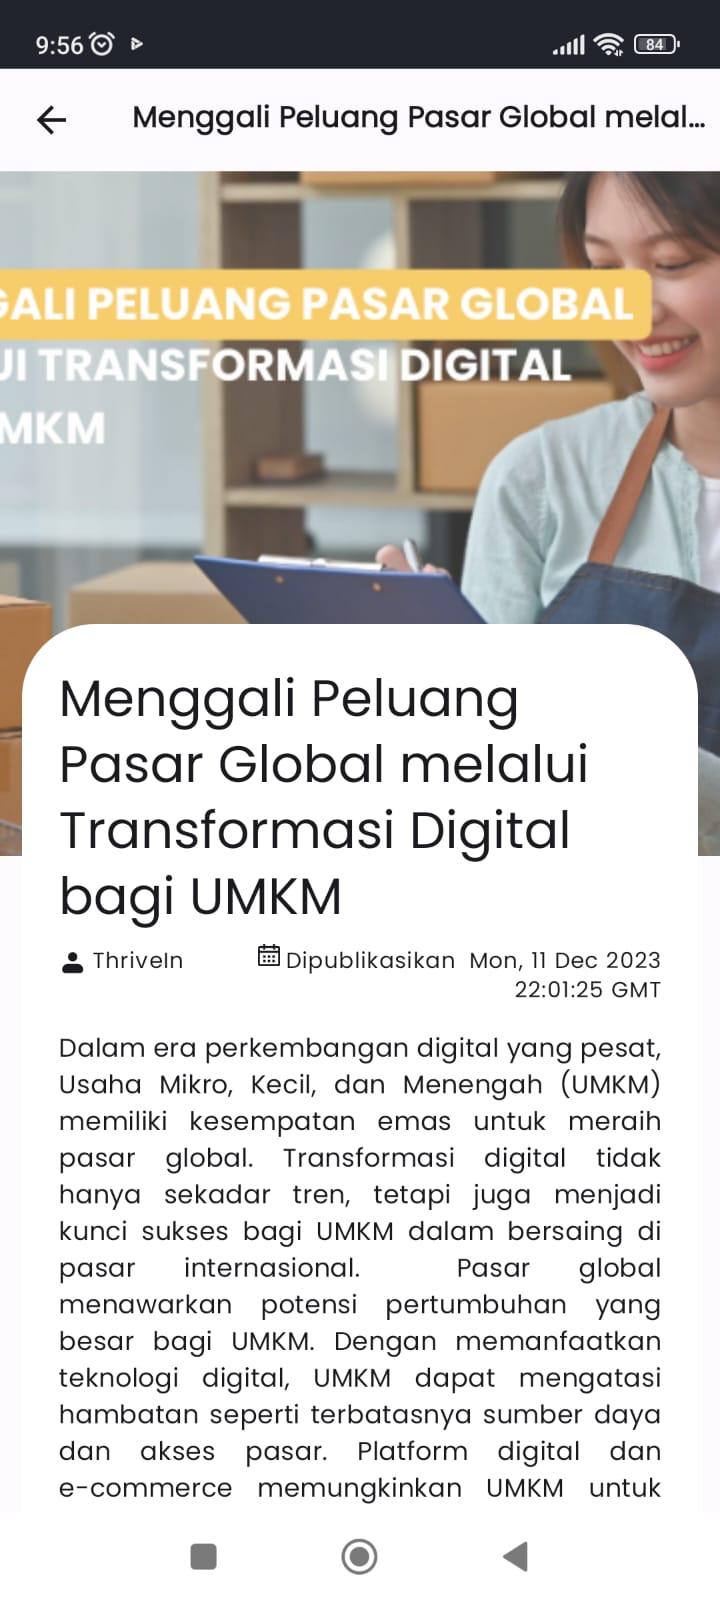 9:56
84
Menggali Peluang Pasar Global melal...
GALI PELUANG PASAR GLOBAL
UI TRANSFORMASI DIGITAL
MKM
Menggali Peluang
Pasar Global melalui
Transformasi Digital
bagi UMKM
ThriveIn
Dipublikasikan Mon, 11 Dec 2023
22:01:25 GMT
Dalam era perkembangan digital yang pesat,
Usaha Mikro, Kecil, dan Menengah (UMKM)
memiliki kesempatan emas untuk meraih
pasar global. Transformasi digital tidak
hanya sekadar tren, tetapi juga menjadi
kunci sukses bagi UMKM dalam bersaing di
pasar internasional. Pasar global
menawarkan potensi pertumbuhan yang
besar bagi UMKM. Dengan memanfaatkan
teknologi digital, UMKM dapat mengatasi
hambatan seperti terbatasnya sumber daya
dan akses pasar. Platform digital dan
e-commerce memungkinkan UMKM untuk